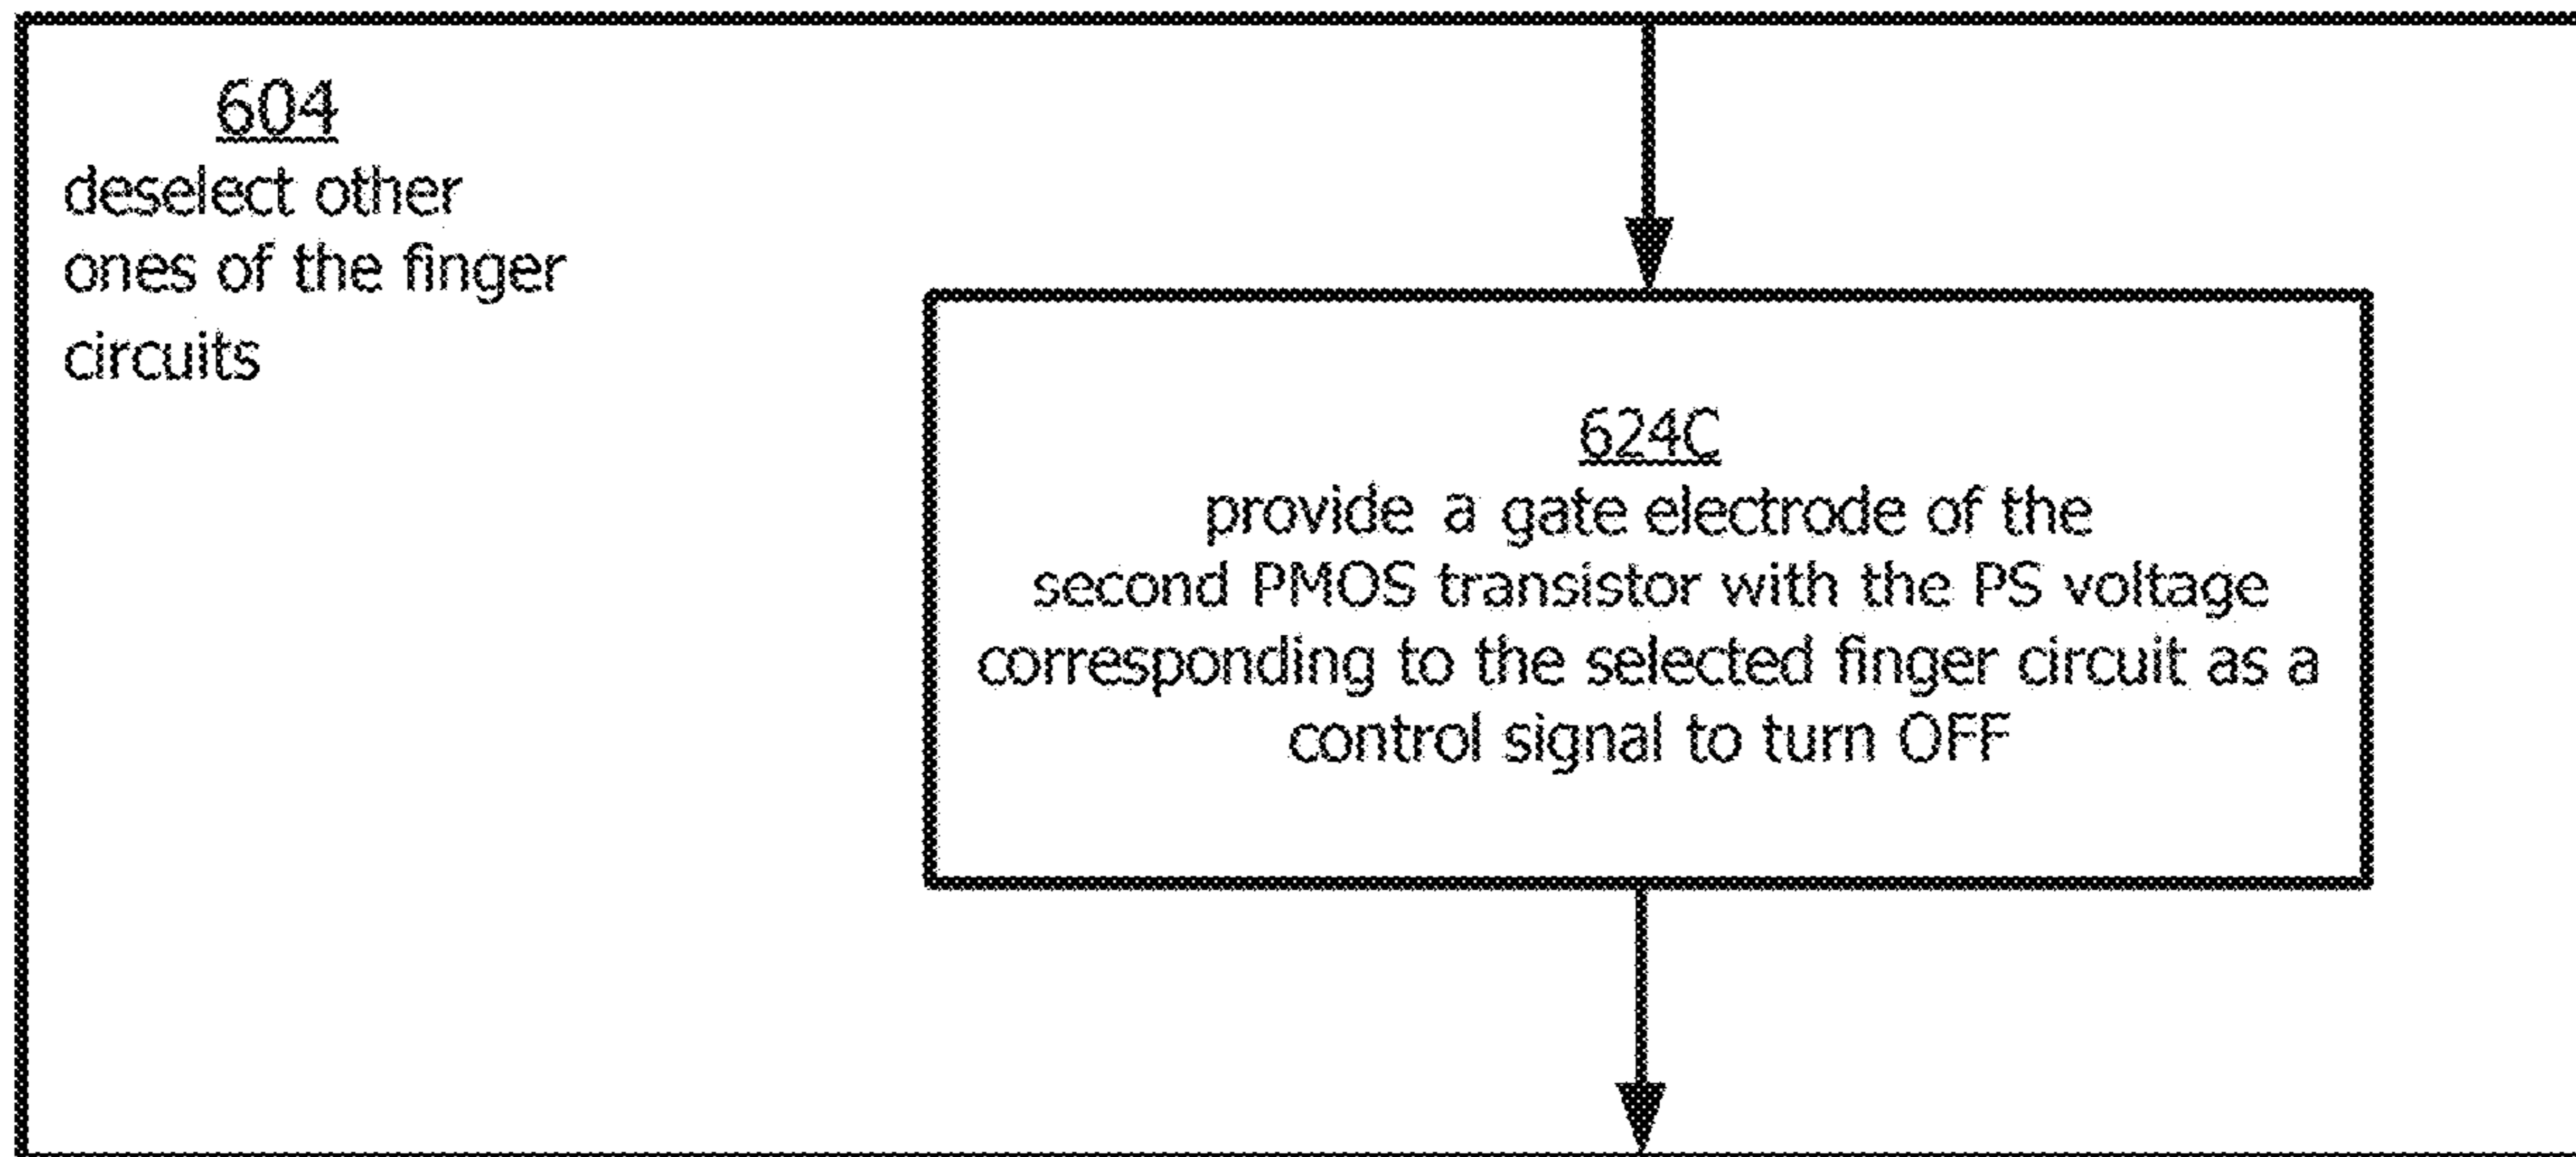 604
deselect other
ones of the finger
circuits
624C
provide a gate electrode of the
second PMOS transistor with the PS voltage
corresponding to the selected finger circuit as a
control signal to turn OFF